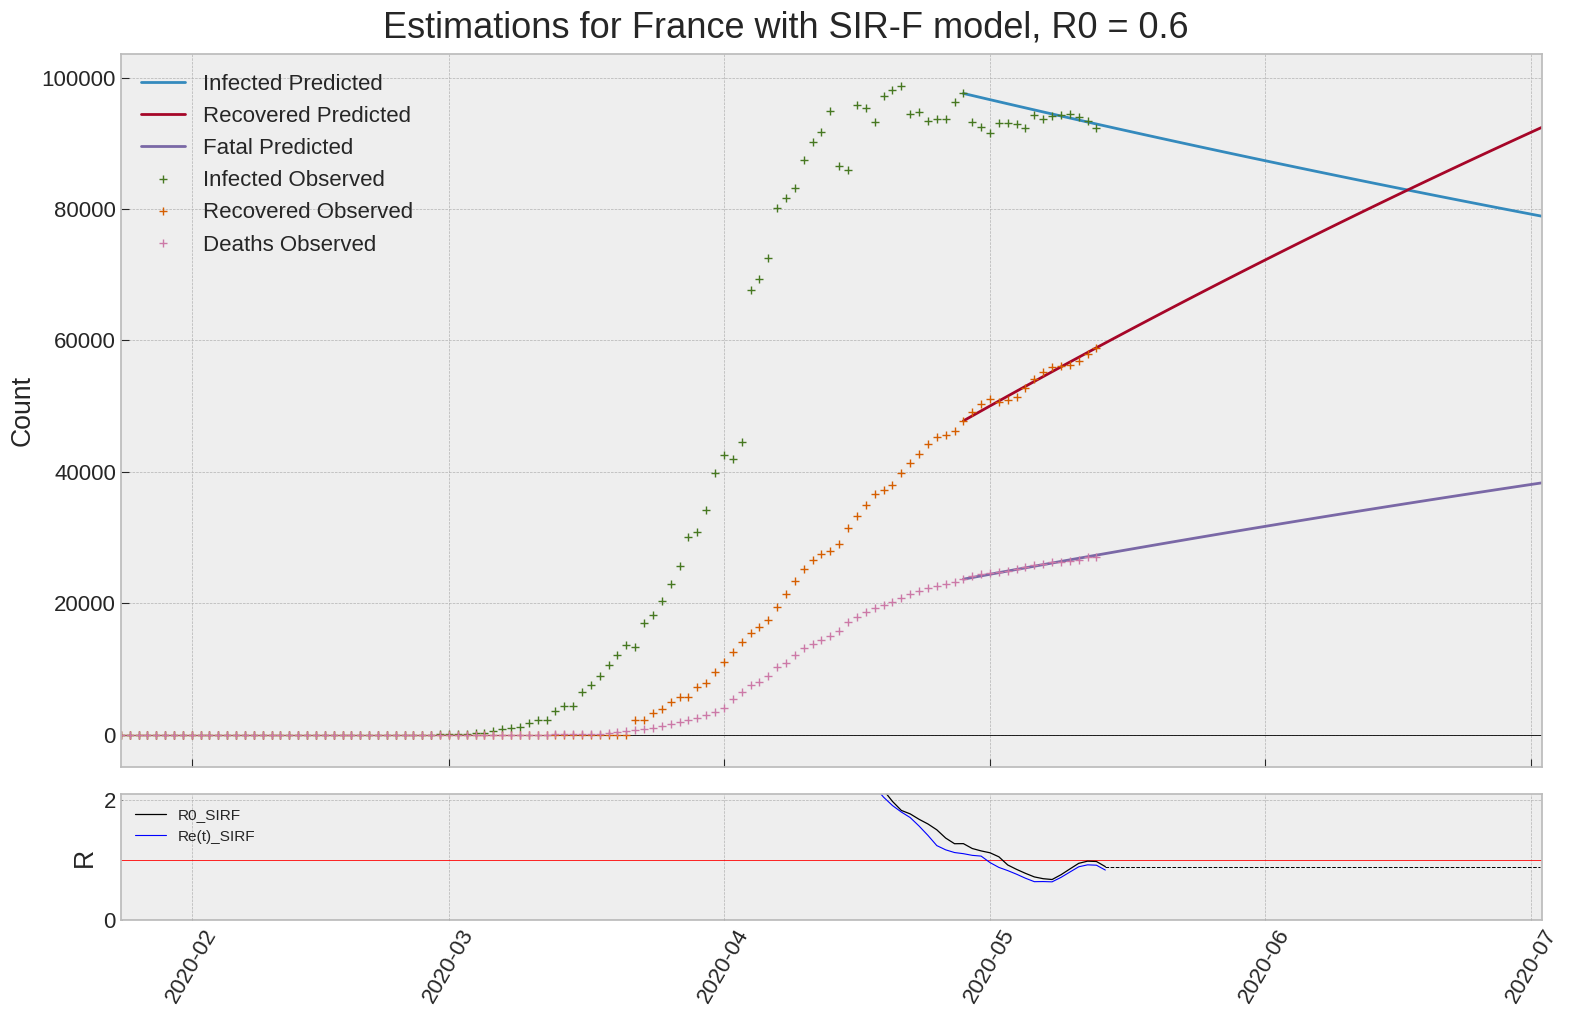 Estimations for France with SIR-F model, R0 = 0.6
100000
80000
60000
40000
20000
0
Count
Infected Predicted
Recovered Predicted
Fatal Predicted
Infected Observed
Recovered Observed
Deaths Observed
2
0
R
R0_SIRF
Re(t)_SIRF
2020-02
2020-03
2020-04
2020-05
2020-06
2020-07